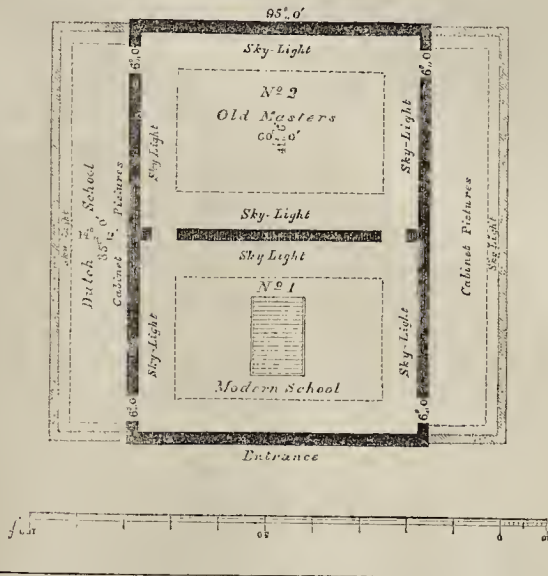 95.,0'
Sky-Light
6.,0
6.,0
Nº 2
Old Masters
Sky Light
Sky-Light
Dutch School
Cabinet Pictures
Sky-Light
Cabinet Pictures
Sky Light
Sky Light
Nº 1
Sky-Light
Sky-Light
Modern School
6.,0
6.,0
Entrance